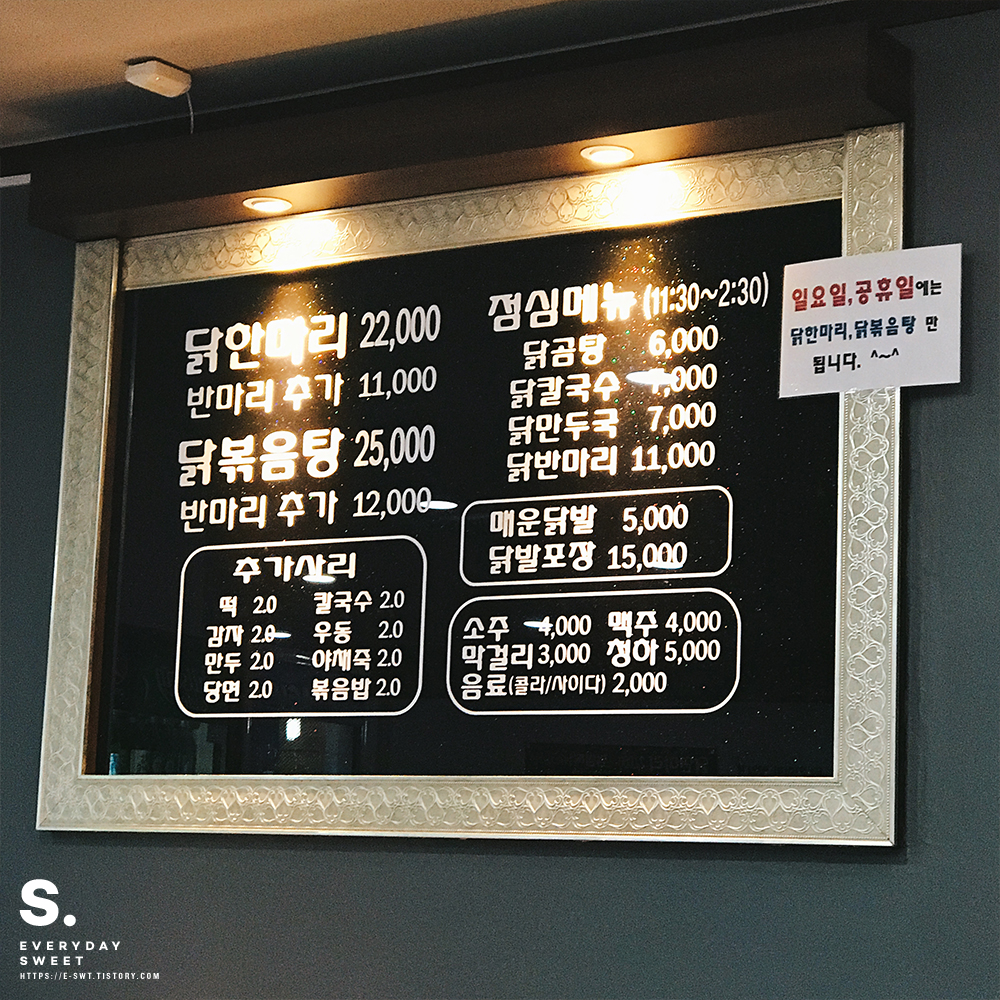 닭한마리 22,000
반마리 추가 11,000
닭볶음탕 25,000
반마리 추가 12,000
추가사리
떡 2.0 칼국수 2.0
감자 2.0 우동 2.0
만두 2.0 야채죽 2.0
당면 2.0 볶음밥 2.0
점심메뉴 (11:30~2:30)
닭곰탕 6,000
닭칼국수 7,000
닭만두국 7,000
닭반마리 11,000
매운닭발 5,000
닭발포장 15,000
소주 4,000 맥주 4,000
막걸리 3,000 청하 5,000
음료(콜라/사이다) 2,000
일요일,공휴일에는
닭한마리,닭볶음탕 만
됩니다. ^~^
S.
EVERYDAY
SWEET
HTTPS://E-SWT.TISTORY.COM